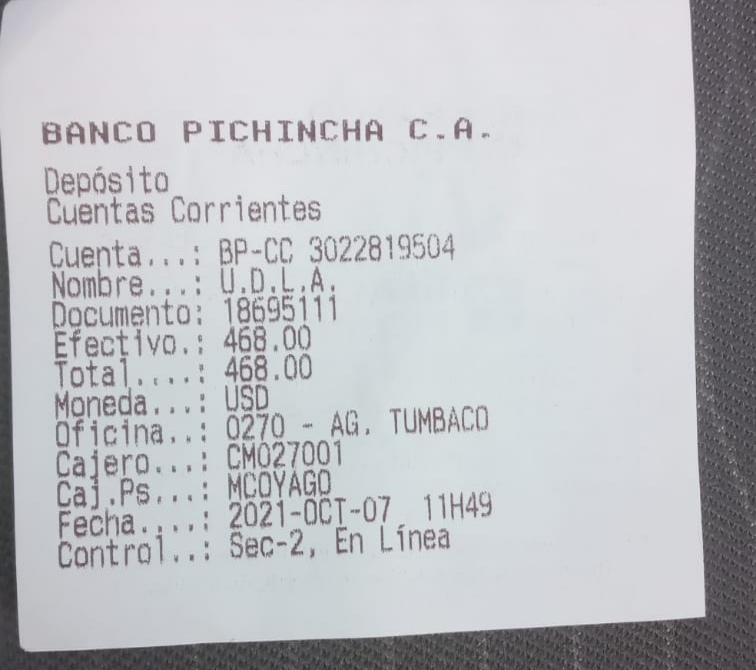 BANCO PICHINCHA C.A.
Depósito
Cuentas Corrientes
Cuenta...: BP-CC 3022819504
Nombre...: U.D.L.A.
Documento: 18695111
Efectivo.: 468.00
Total....: 468.00
Moneda...: USD
Oficina..: 0270 - AG. TUMBACO
Cajero...: CM027001
Caj.Ps...: MCOYAGO
Fecha....: 2021-OCT-07 11H49
Control..: Sec-2, En Línea